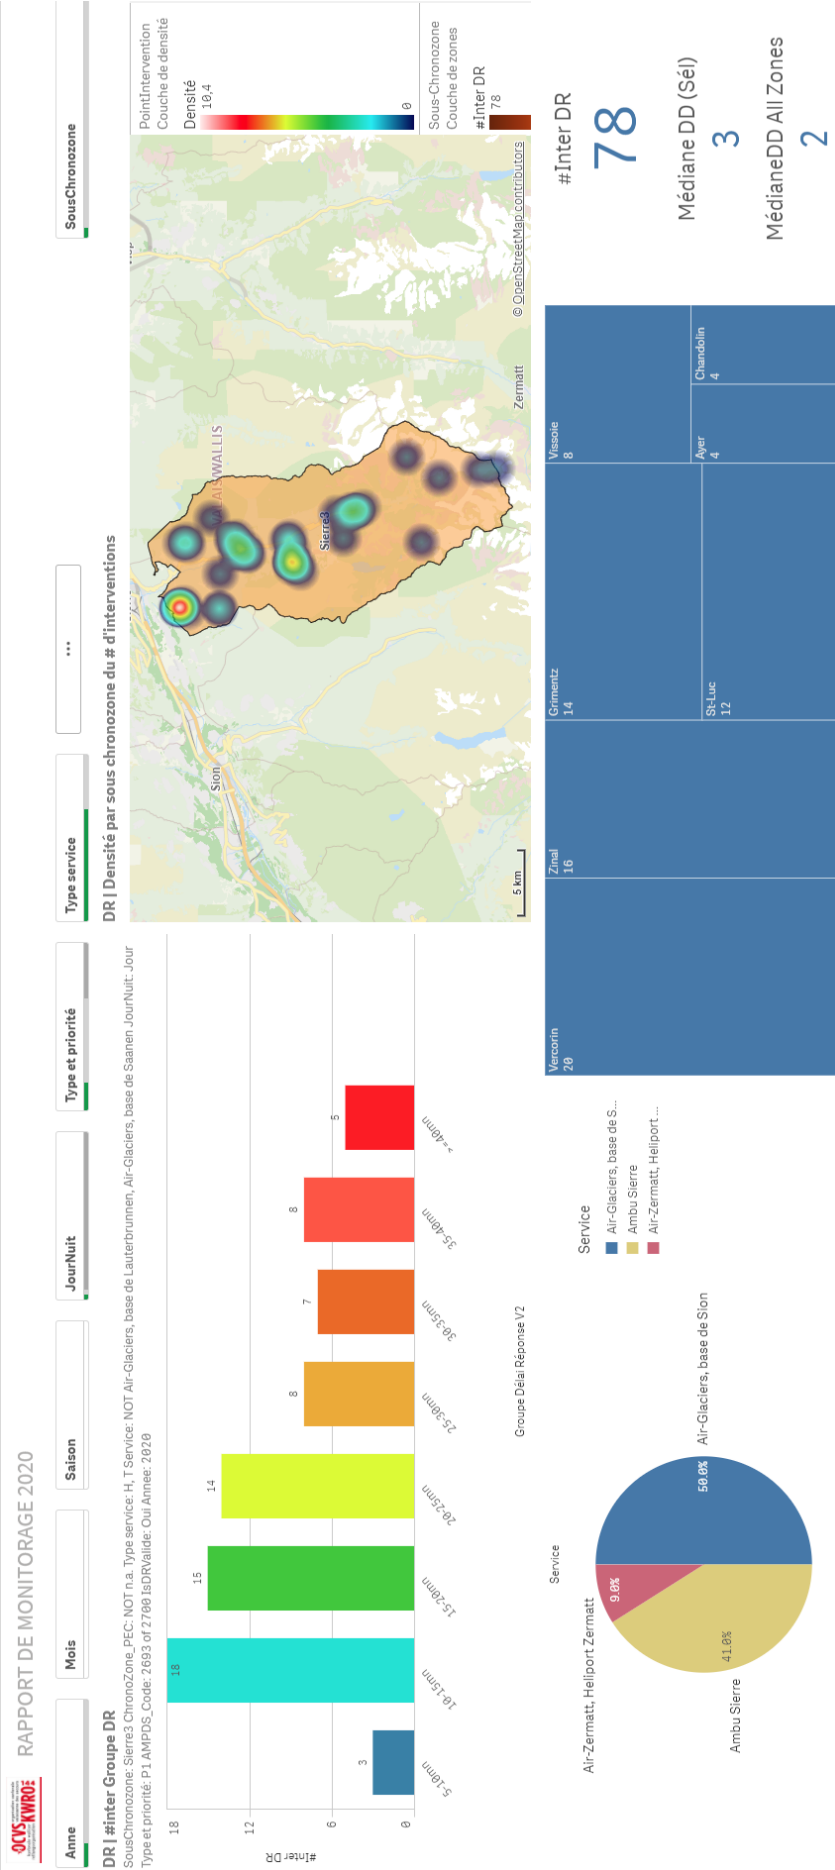 OCVS
KWRO
RAPPORT DE MONITORAGE 2020
Anne
Mois
Saison
JourNuit
Type et priorité
Type service
...
SousChronozone
DR | #inter Groupe DR
SousChronozone: Sierre3 ChronoZone_PEC: NOT n.a. Type service: H, T Service: NOT Air-Glaciers, base de Lauterbrunnen, Air-Glaciers, base de Saanen JourNuit: Jour
Type et priorité: P1 AMPDS_Code: 2693 of 2700 IsDRValide: Oui Annee: 2020
#Inter DR
18
12
6
0
3
18
15
14
8
7
8
5
5-10mn
10-15mn
15-20mn
20-25mn
25-30mn
30-35mn
35-40mn
>=40mn
Groupe Délai Réponse V2
DR | Densité par sous chronozone du # d'interventions
Sion
VALAIS/WALLIS
Sierre3
Zermatt
5 km
© OpenStreetMap contributors
PointIntervention
Couche de densité
Densité
10,4
0
Sous-Chronozone
Couche de zones
#Inter DR
78
Service
Air-Zermatt, Heliport Zermatt
9.0%
Ambu Sierre
41.0%
50.0%
Air-Glaciers, base de Sion
Service
Air-Glaciers, base de S...
Ambu Sierre
Air-Zermatt, Heliport ...
Vercorin
20
Zinal
16
Grimentz
14
St-Luc
12
Vissoie
8
Ayer
4
Chandolin
4
#Inter DR
78
Médiane DD (Sél)
3
MédianeDD All Zones
2